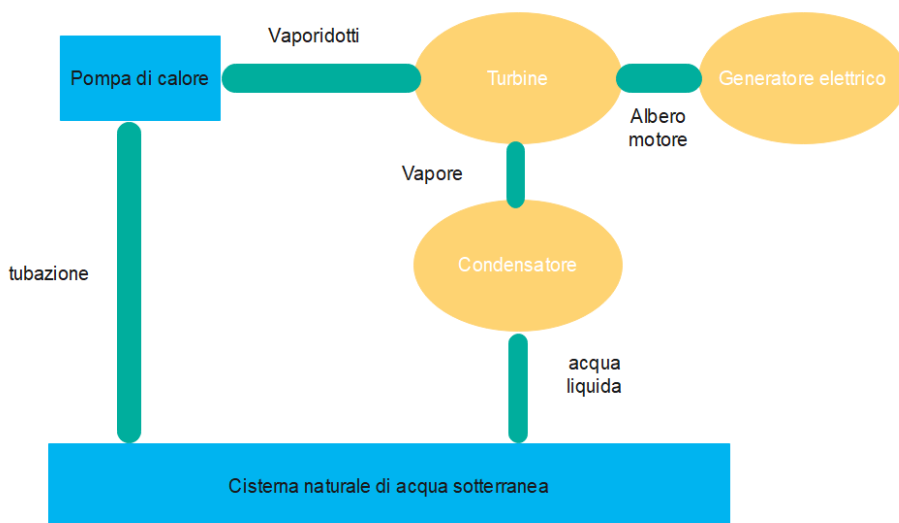 Vaporidotti
Pompa di calore
Turbine
Generatore elettrico
Albero
motore
Vapore
Condensatore
tubazione
acqua
liquida
Cisterna naturale di acqua sotterranea